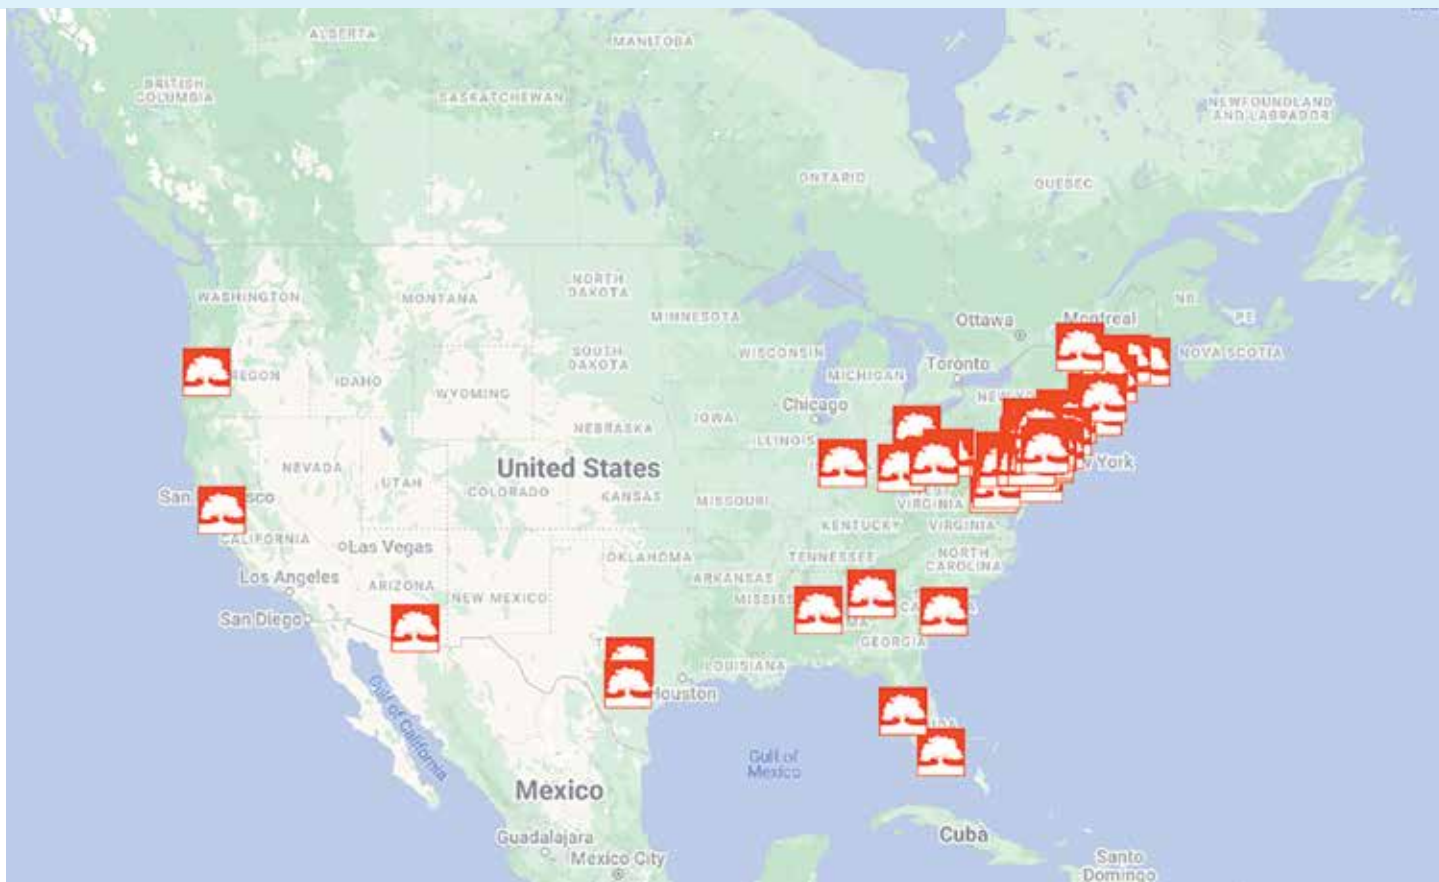 ALBERTA
MANITOBA
BRITISH
COLUMBIA
SASKATCHEWAN
NEWFOUNDLAND
AND LABRADOR
ONTARIO
QUEBEC
WASHINGTON
MONTANA
NORTH
DAKOTA
NB
MINNESOTA
Ottawa
Montreal
PE
SOUTH
DAKOTA
WISCONSIN
NOVA SCOTIA
Toronto
MICHIGAN
IDAHO
WYOMING
Chicago
IOWA
NEBRASKA
ILLINOIS
United States
NEVADA
UTAH
COLORADO
KANSAS
MISSOURI
VIRGINIA
KENTUCKY
VIRGINIA
CALIFORNIA
Las Vegas
OKLAHOMA
TENNESSEE
NORTH
CAROLINA
Los Angeles
ARIZONA
ARKANSAS
NEW MEXICO
San Diego
GEORGIA
LOUISIANA
Houston
Gulf of California
Gulf of
Mexico
Mexico
Guadalajara
Cuba
Mexico City
Santo
Domingo